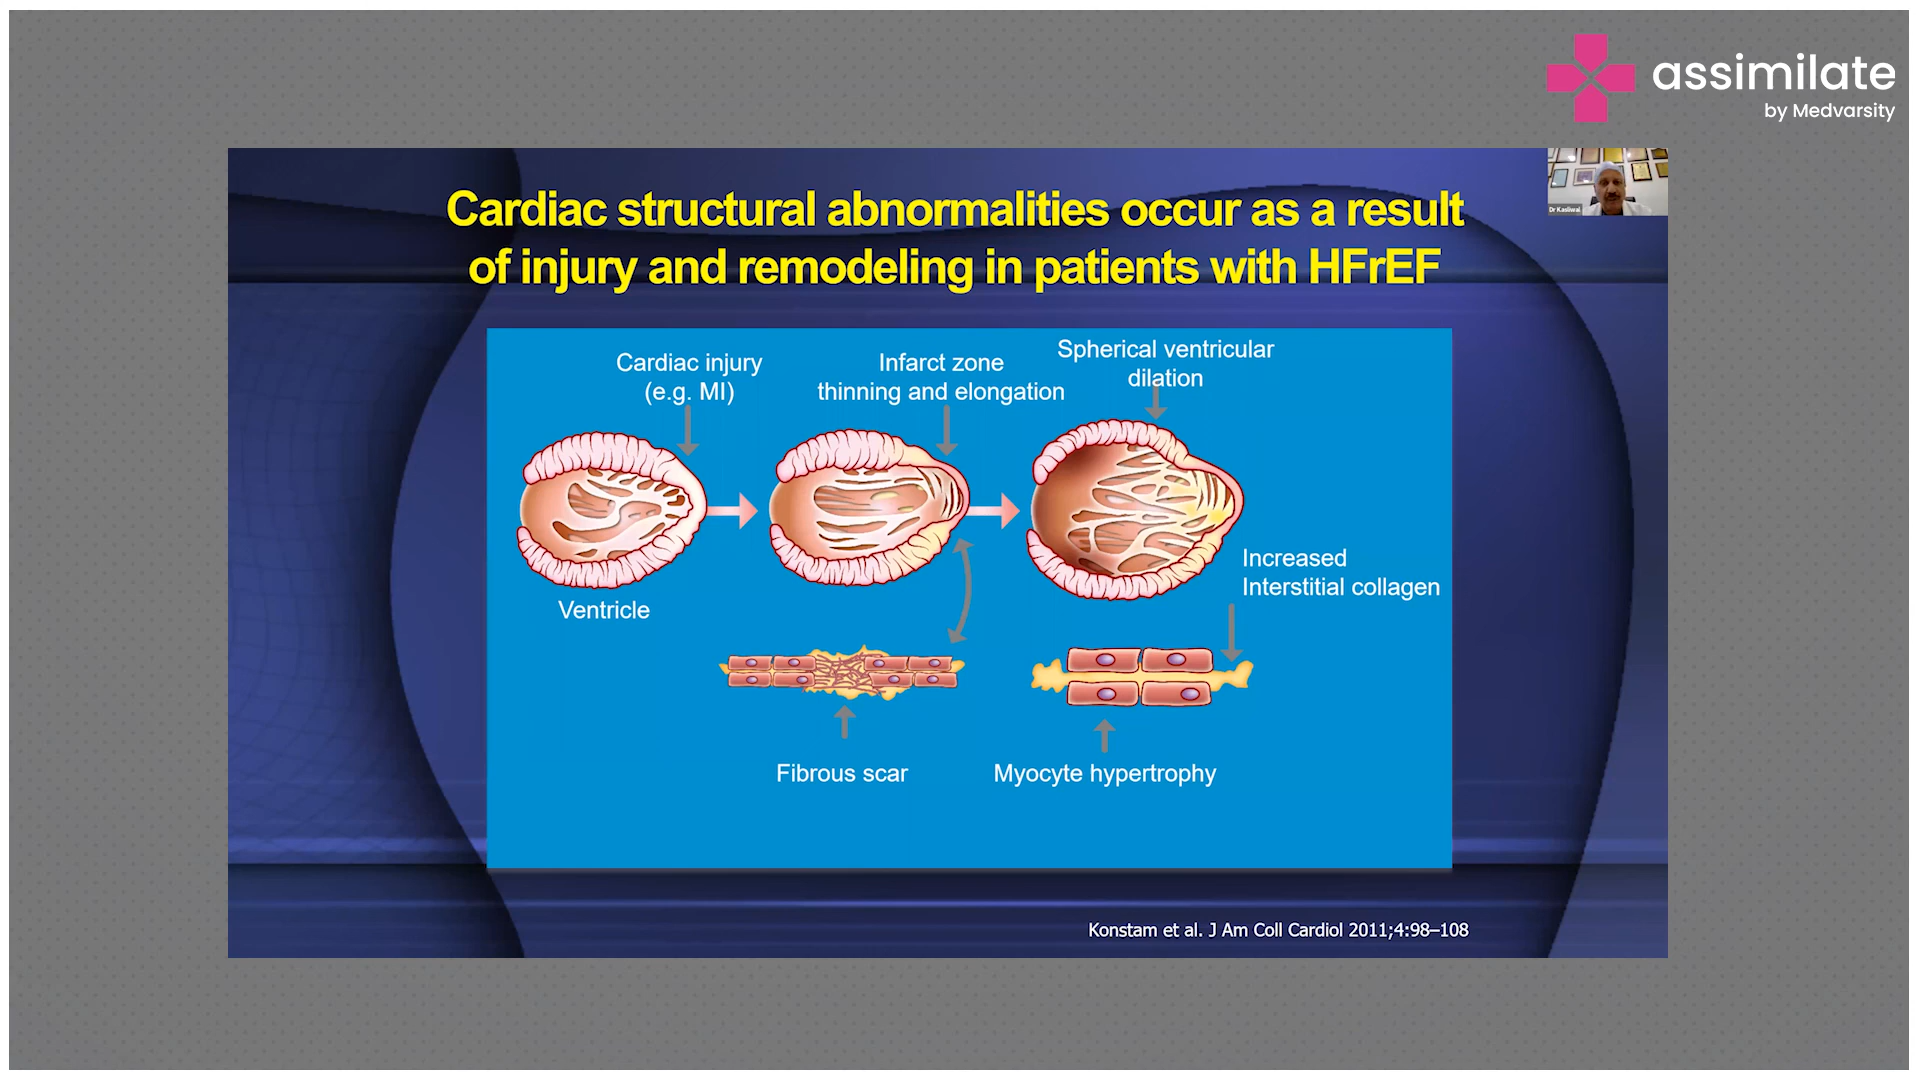 assimilate
by Medvarsity
Dr Kasliwal
Cardiac structural abnormalities occur as a result
of injury and remodeling in patients with HFrEF
Cardiac injury
(e.g. MI)
Infarct zone
thinning and elongation
Spherical ventricular
dilation
Increased
Interstitial collagen
Ventricle
Fibrous scar
Myocyte hypertrophy
Konstam et al. J Am Coll Cardiol 2011;4:98–108